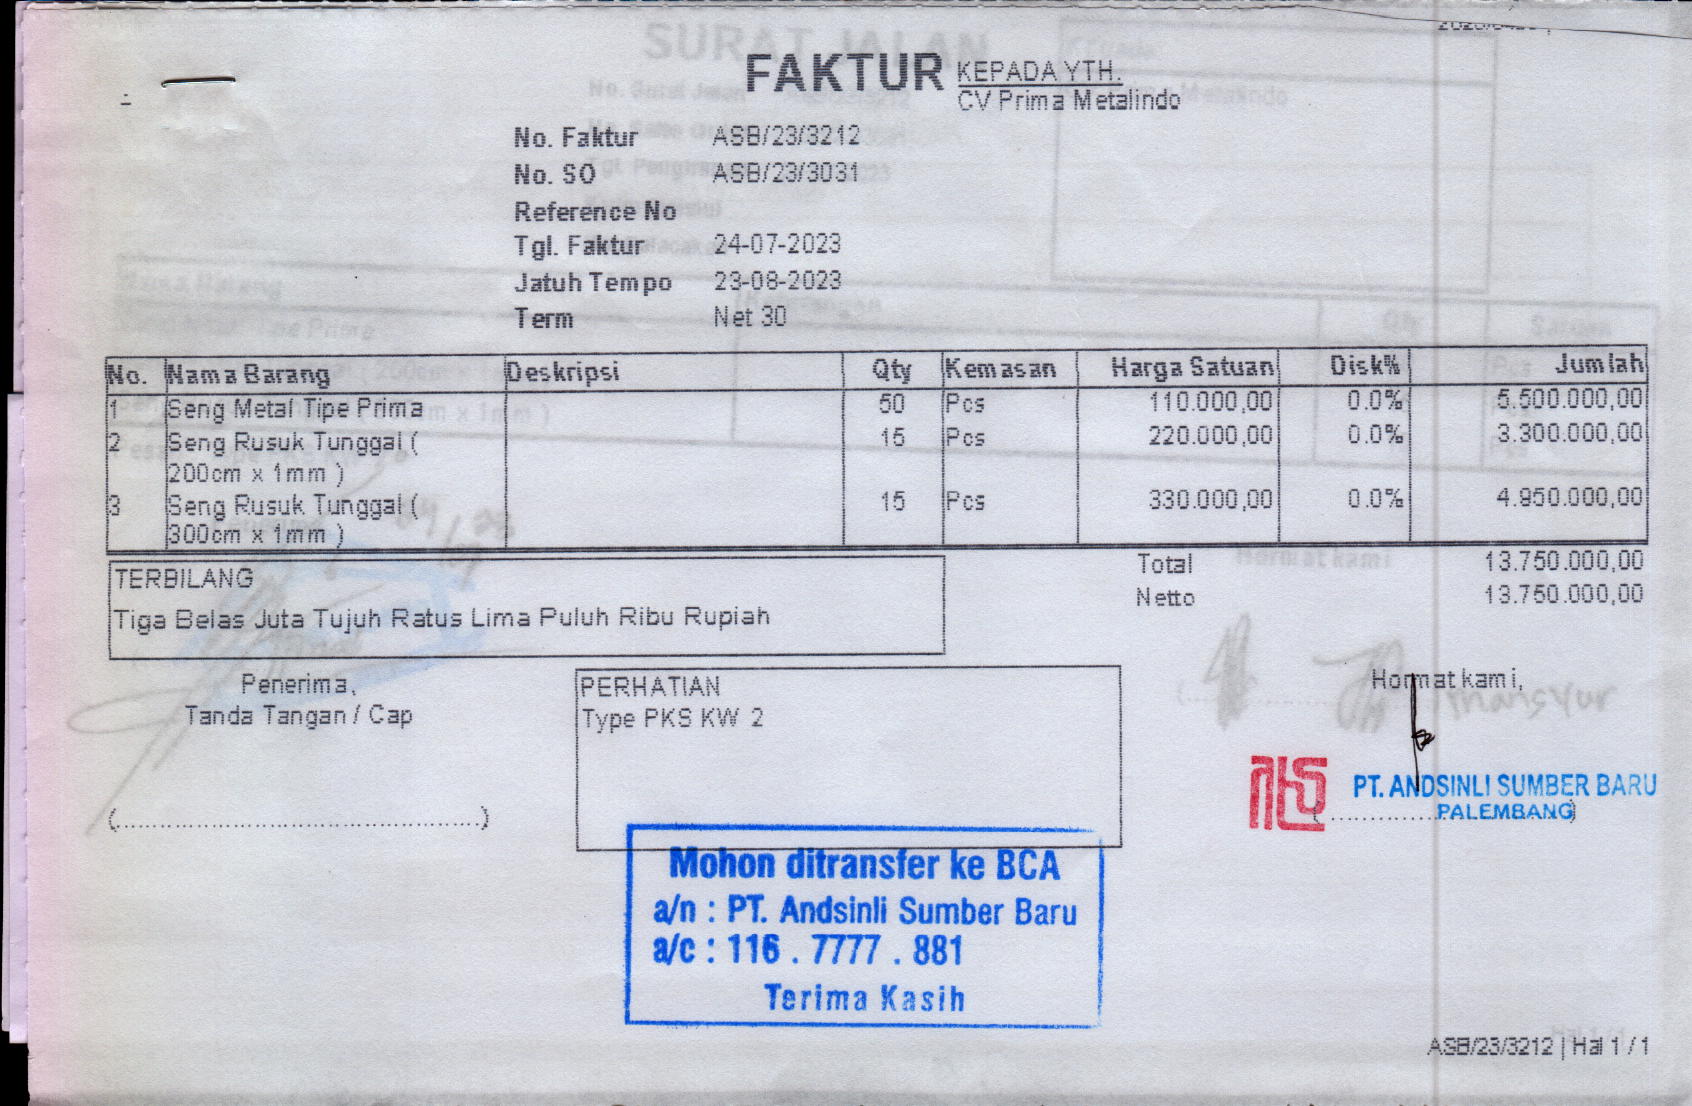 FAKTUR
KEPADA YTH.
CV Prima Metalindo
No. Faktur ASB/23/3212
No. SO ASB/23/3031
Reference No
Tgl. Faktur 24-07-2023
Jatuh Tempo 23-08-2023
Term Net 30
No. Nama Barang Deskripsi Qty Kemasan Harga Satuan Disk% Jumlah
1 Seng Metal Tipe Prima 50 Pcs 110.000,00 0.0% 5.500.000,00
2 Seng Rusuk Tunggal ( 15 Pcs 220.000,00 0.0% 3.300.000,00
200cm x 1mm )
3 Seng Rusuk Tunggal ( 15 Pcs 330.000,00 0.0% 4.950.000,00
300cm x 1mm )
Total 13.750.000,00
Netto 13.750.000,00
TERBILANG
Tiga Belas Juta Tujuh Ratus Lima Puluh Ribu Rupiah
Penerima,
Tanda Tangan / Cap
(................................................)
PERHATIAN
Type PKS KW 2
Hormat kami,
mansyur
PT. ANDSINLI SUMBER BARU
PALEMBANG
Mohon ditransfer ke BCA
a/n : PT. Andsinli Sumber Baru
a/c : 116 . 7777 . 881
Terima Kasih
ASB/23/3212 | Hal 1 / 1
SURAT JALAN